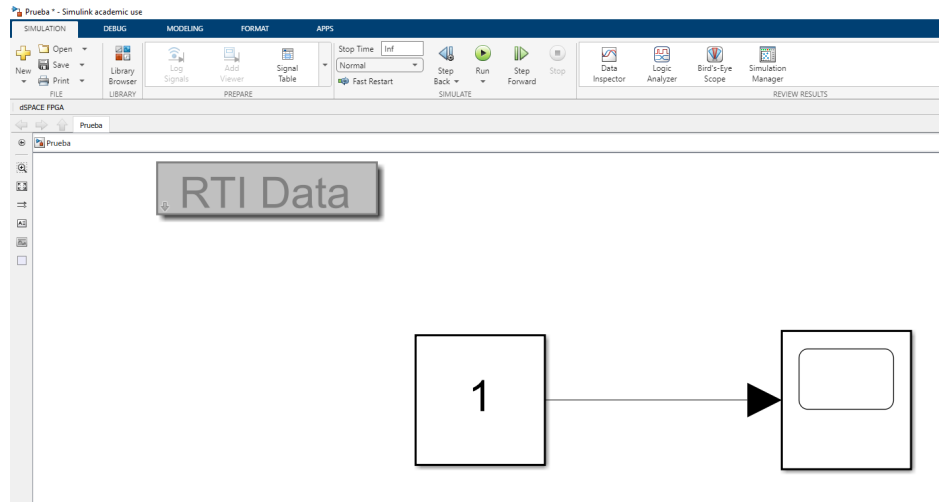 Prueba * - Simulink academic use
SIMULATION DEBUG MODELING FORMAT APPS
New
Open
Save
Print
FILE
Library Browser
LIBRARY
Log Signals
Add Viewer
Signal Table
PREPARE
Stop Time Inf
Normal
Fast Restart
Step Back
Run
Step Forward
Stop
SIMULATE
Data Inspector
Logic Analyzer
Bird's-Eye Scope
Simulation Manager
REVIEW RESULTS
dSPACE FPGA
Prueba
Prueba
RTI Data
1